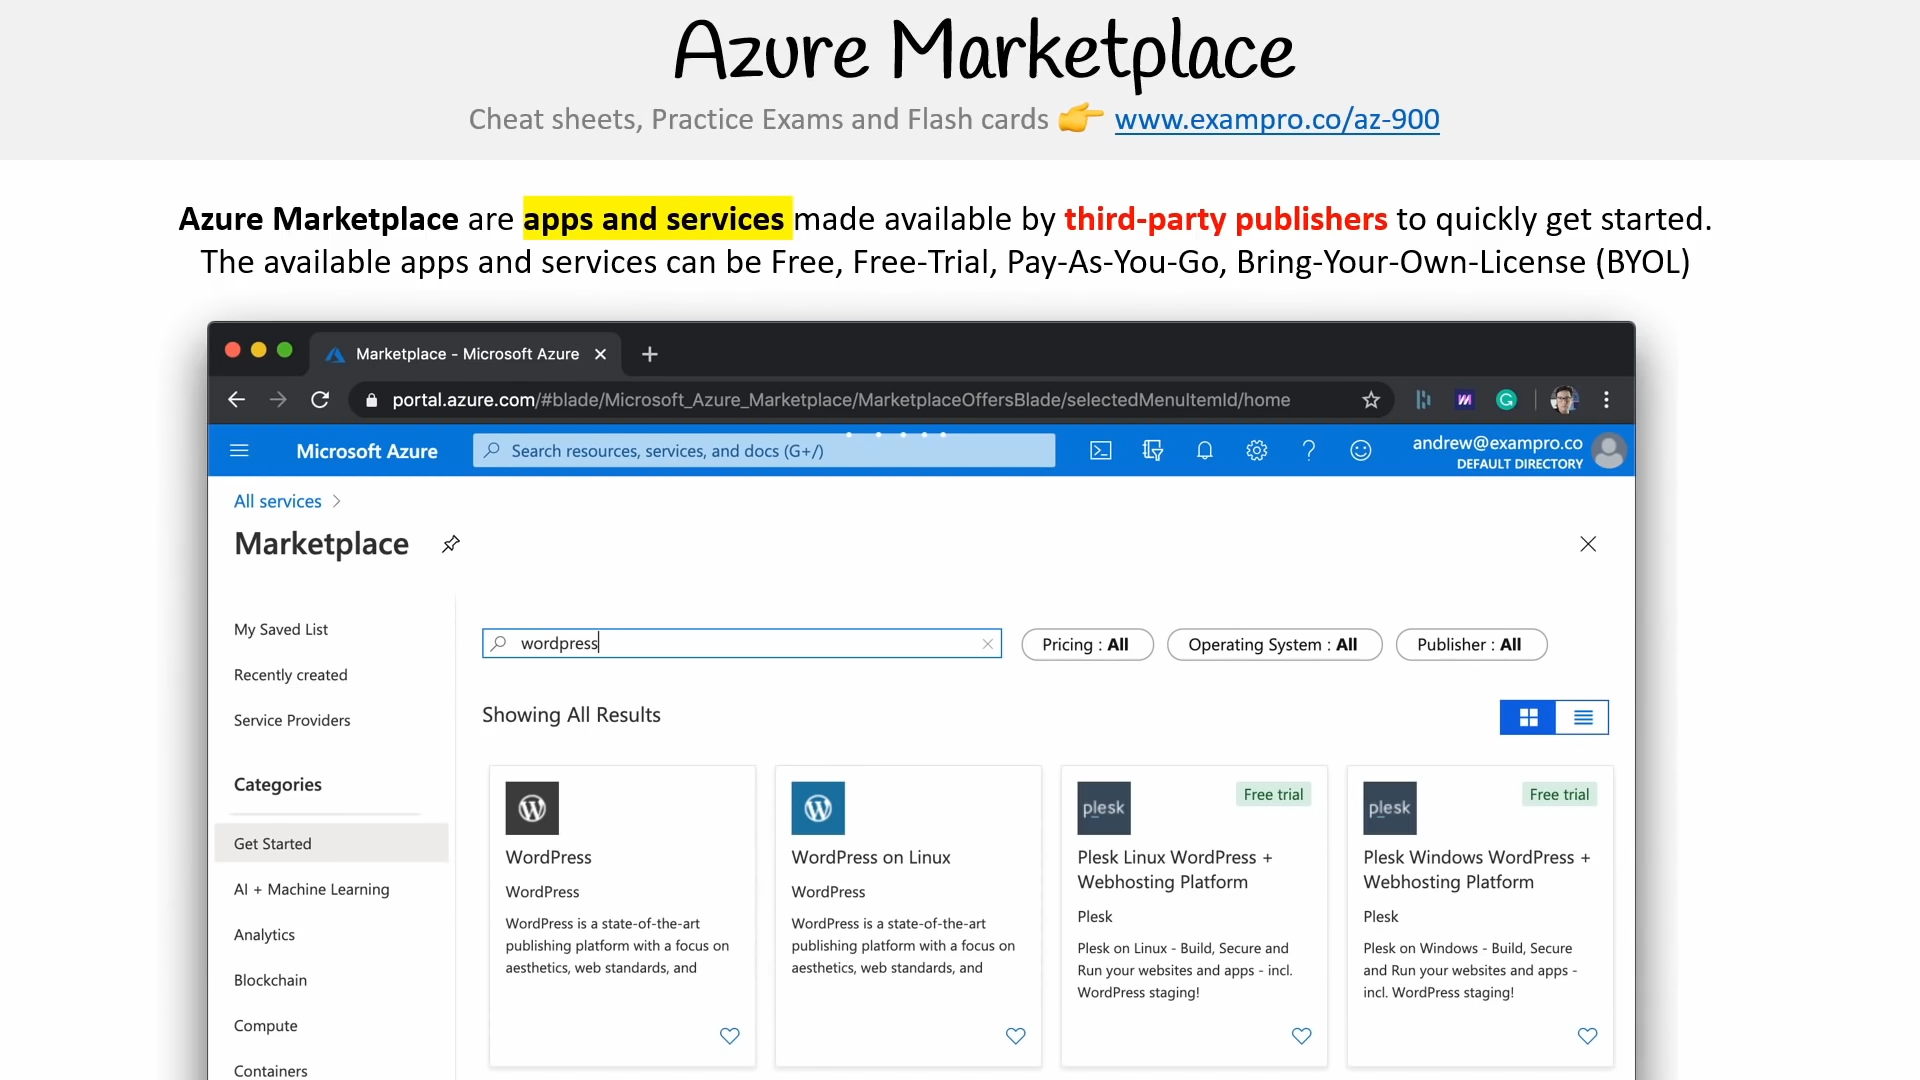 Azure Marketplace
Cheat sheets, Practice Exams and Flash cards 👉 www.exampro.co/az-900
Azure Marketplace are apps and services made available by third-party publishers to quickly get started.
The available apps and services can be Free, Free-Trial, Pay-As-You-Go, Bring-Your-Own-License (BYOL)
Marketplace - Microsoft Azure
portal.azure.com/#blade/Microsoft_Azure_Marketplace/MarketplaceOffersBlade/selectedMenuItemId/home
Microsoft Azure
Search resources, services, and docs (G+/)
andrew@exampro.co
DEFAULT DIRECTORY
All services
Marketplace
My Saved List
Recently created
Service Providers
Categories
Get Started
AI + Machine Learning
Analytics
Blockchain
Compute
Containers
wordpress
Pricing : All
Operating System : All
Publisher : All
Showing All Results
WordPress
WordPress
WordPress is a state-of-the-art
publishing platform with a focus on
aesthetics, web standards, and
WordPress on Linux
WordPress
WordPress is a state-of-the-art
publishing platform with a focus on
aesthetics, web standards, and
plesk
Free trial
Plesk Linux WordPress +
Webhosting Platform
Plesk
Plesk on Linux - Build, Secure and
Run your websites and apps - incl.
WordPress staging!
plesk
Free trial
Plesk Windows WordPress +
Webhosting Platform
Plesk
Plesk on Windows - Build, Secure
and Run your websites and apps -
incl. WordPress staging!